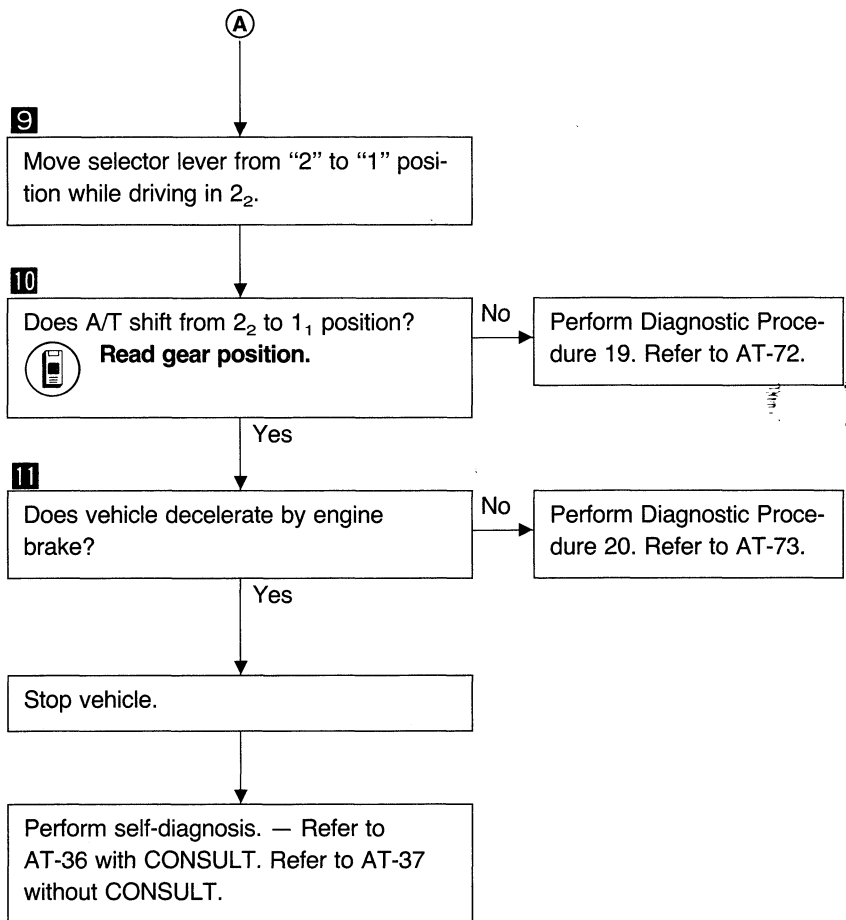 A
9
Move selector lever from “2” to “1” posi-
tion while driving in 2₂.
10
Does A/T shift from 2₂ to 1₁ position?
Read gear position.
No
Perform Diagnostic Proce-
dure 19. Refer to AT-72.
Yes
11
Does vehicle decelerate by engine
brake?
No
Perform Diagnostic Proce-
dure 20. Refer to AT-73.
Yes
Stop vehicle.
Perform self-diagnosis. — Refer to
AT-36 with CONSULT. Refer to AT-37
without CONSULT.